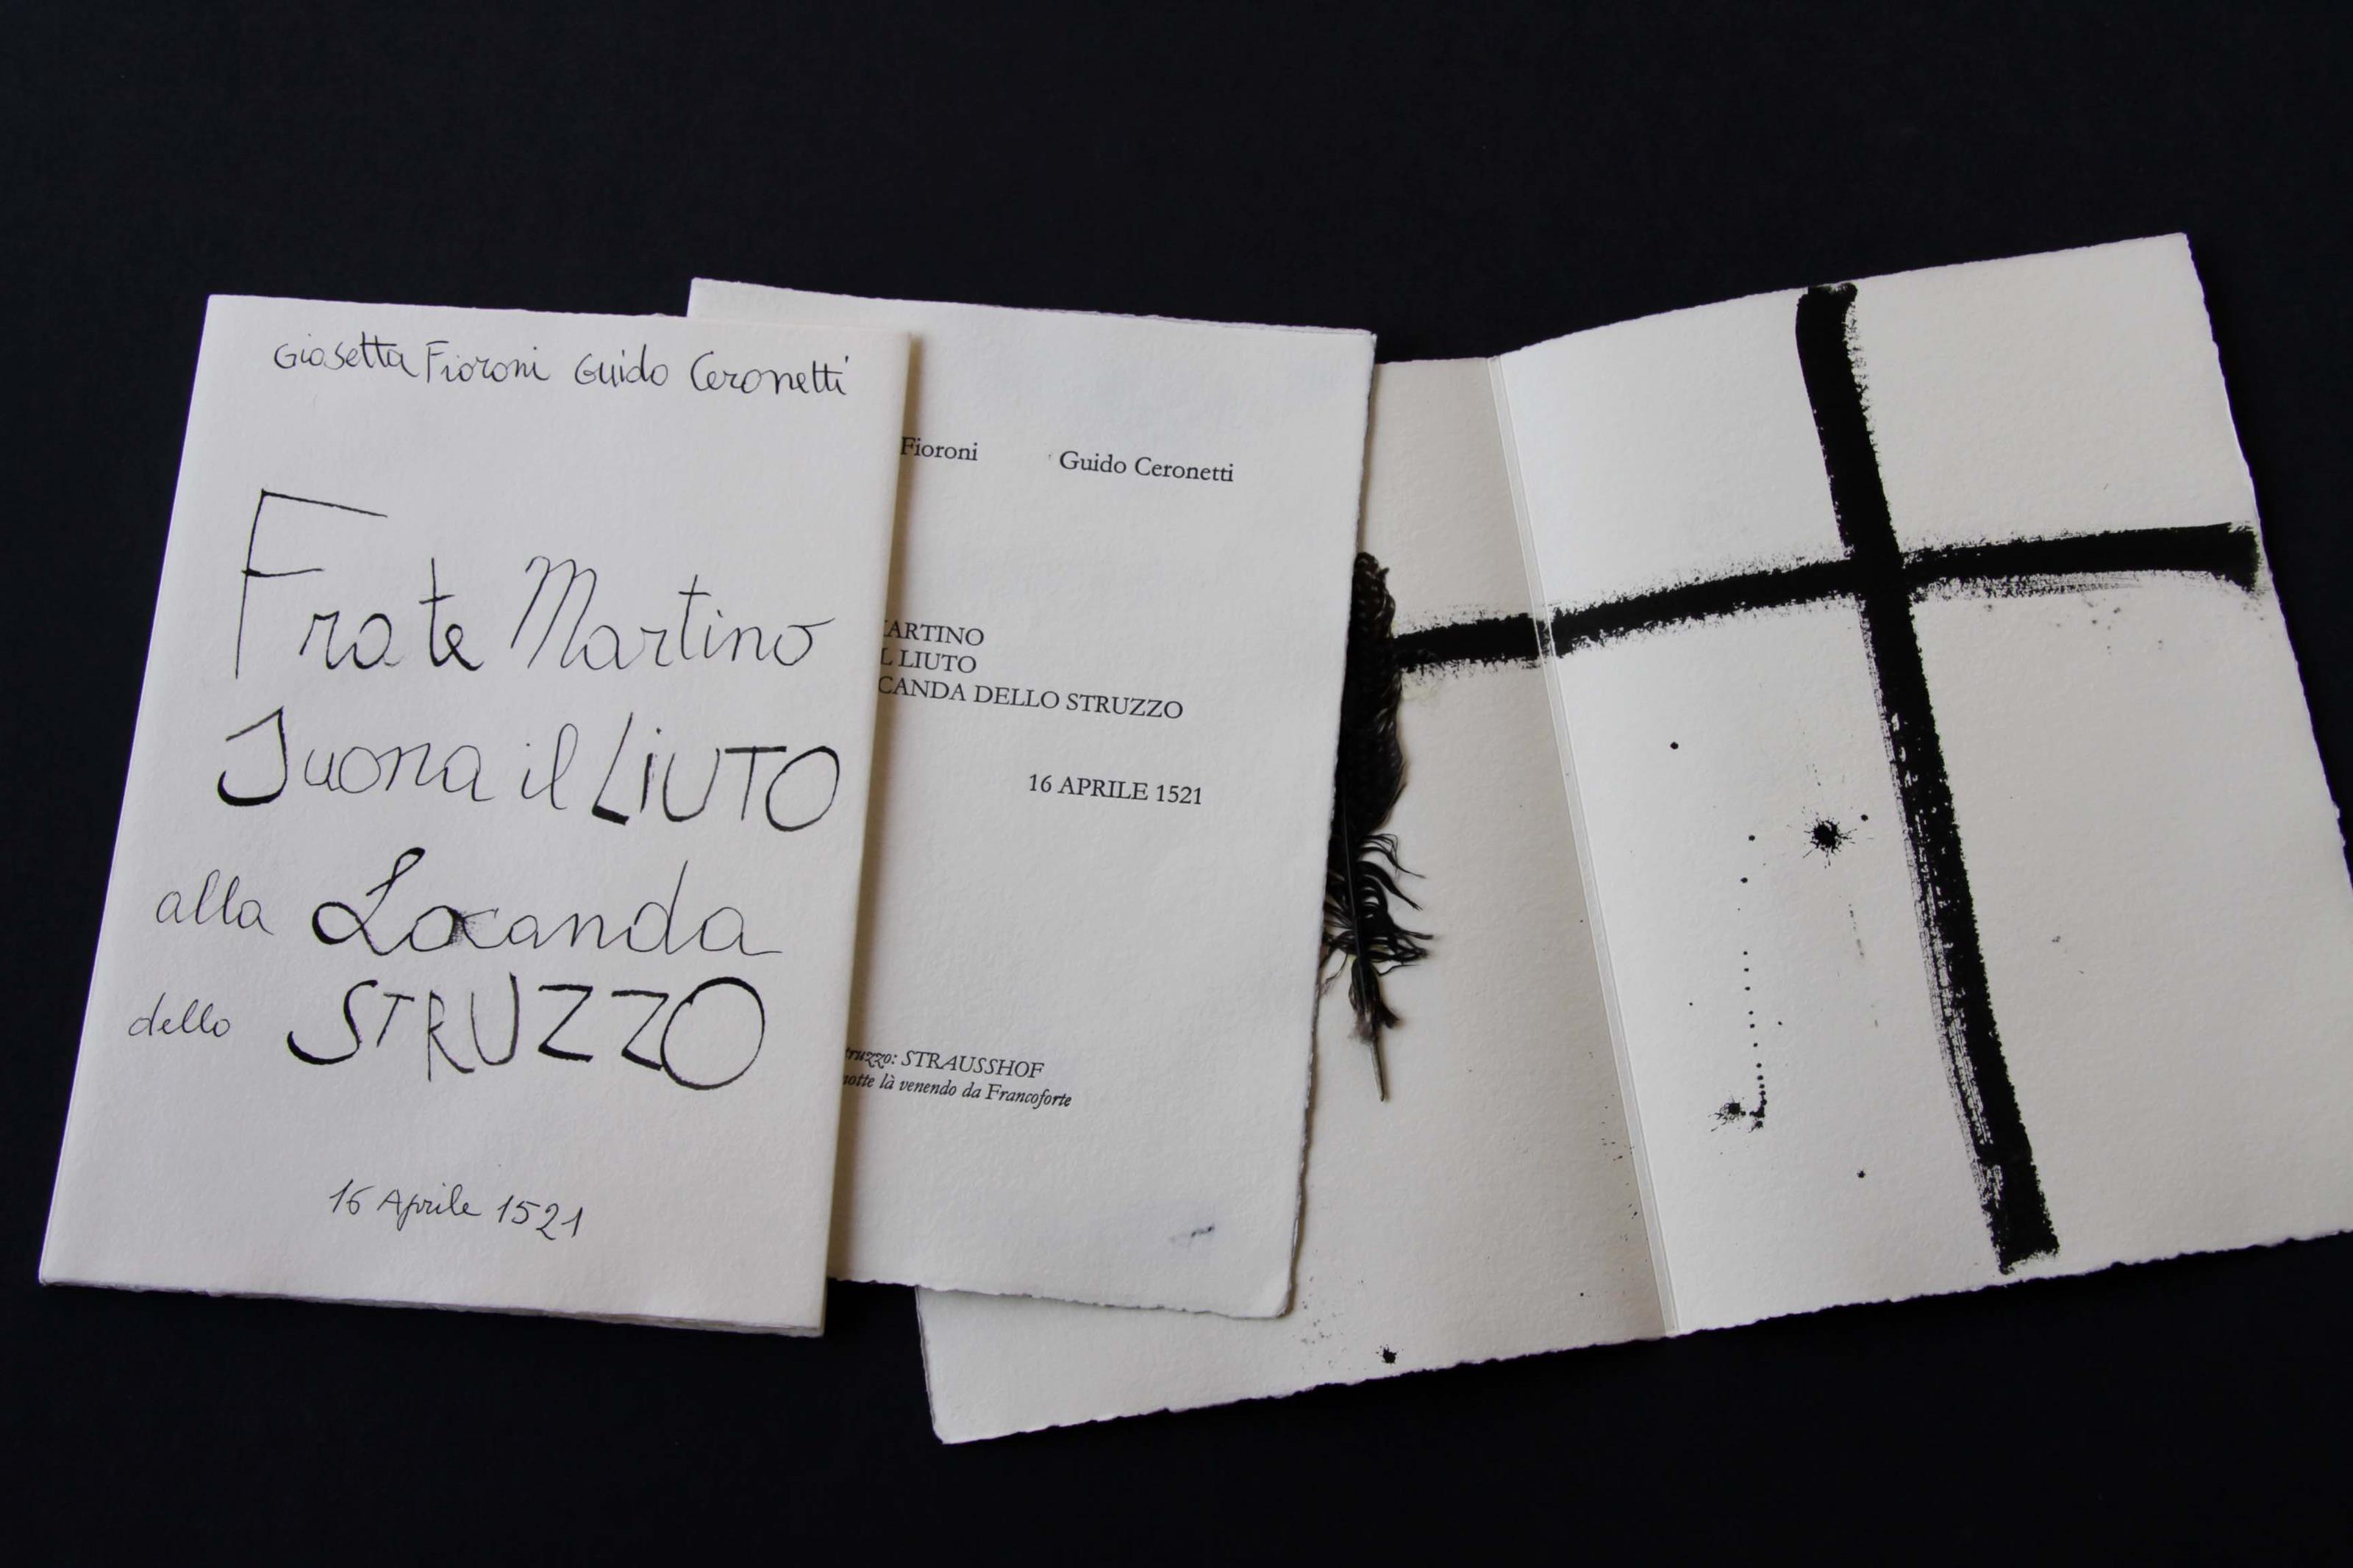 Giosetta Fioroni Guido Ceronetti
Frate Martino
Suona il LIUTO
alla Locanda
dello STRUZZO
16 Aprile 1521
Fioroni Guido Ceronetti
ARTINO
L LIUTO
CANDA DELLO STRUZZO
16 APRILE 1521
truzzo: STRAUSSHOF
notte là venendo da Francoforte